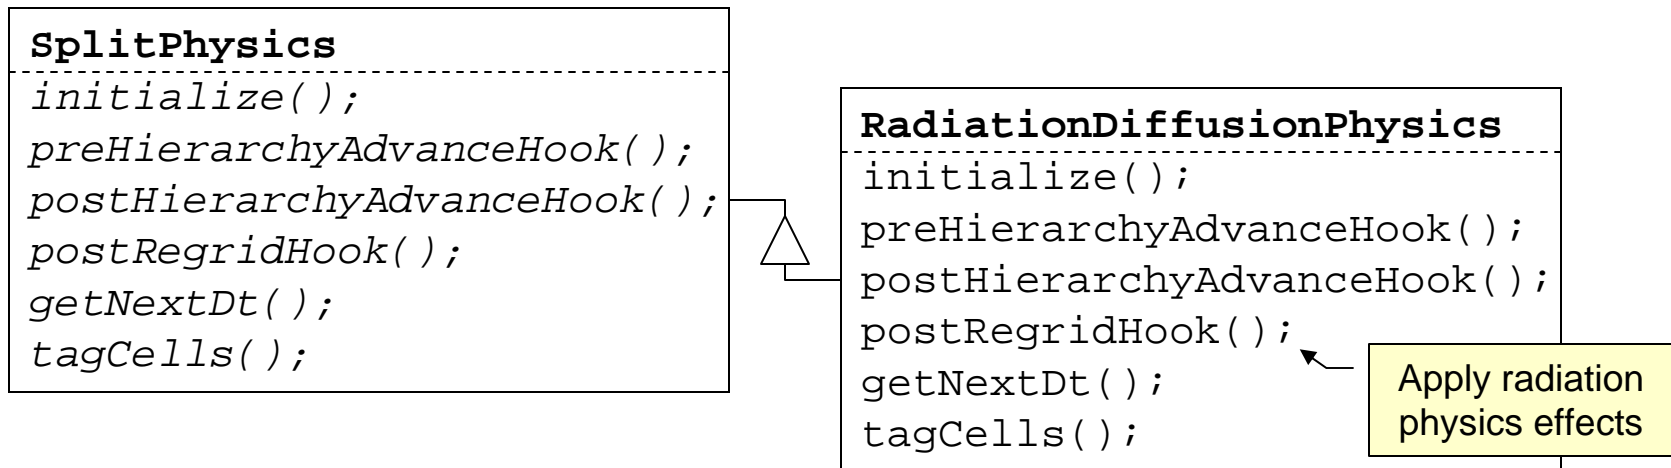 SplitPhysics
initialize();
preHierarchyAdvanceHook();
postHierarchyAdvanceHook();
postRegridHook();
getNextDt();
tagCells();
RadiationDiffusionPhysics
initialize();
preHierarchyAdvanceHook();
postHierarchyAdvanceHook();
postRegridHook();
getNextDt();
tagCells();
Apply radiation
physics effects